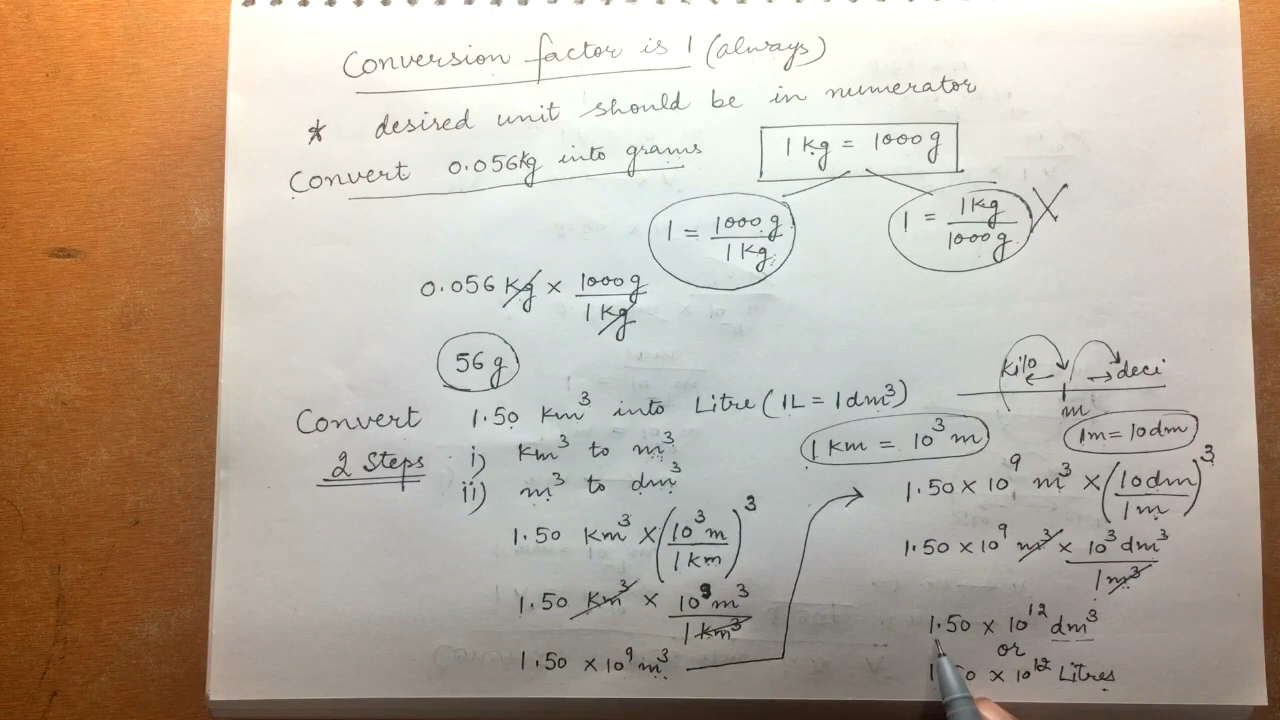 Conversion factor is 1 (always)
* desired unit should be in numerator
Convert 0.056kg into grams
1 kg = 1000 g
1 = 1000 g / 1 kg
1 = 1kg / 1000 g X
0.056 kg × 1000 g / 1 kg
56 g
kilo ← → deci
m
Convert 1.50 km³ into Litre (1L = 1dm³)
1 km = 10³ m
1m = 10dm
2 Steps
i) km³ to m³
ii) m³ to dm³
1.50 km³ × (10³ m / 1 km)³
1.50 km³ × 10⁹ m³ / 1 km³
1.50 × 10⁹ m³
1.50 × 10⁹ m³ × (10dm / 1m)³
1.50 × 10⁹ m³ × 10³ dm³ / 1m³
1.50 × 10¹² dm³
or
× 10¹² Litres